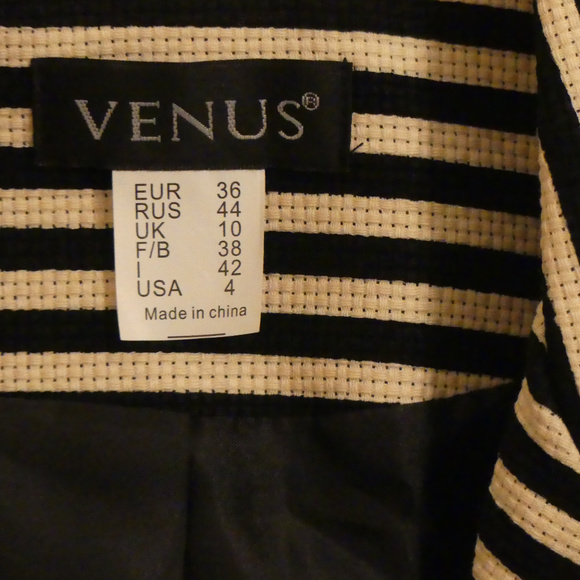 VENUS®
EUR 36
RUS 44
UK 10
F/B 38
I 42
USA 4
Made in china